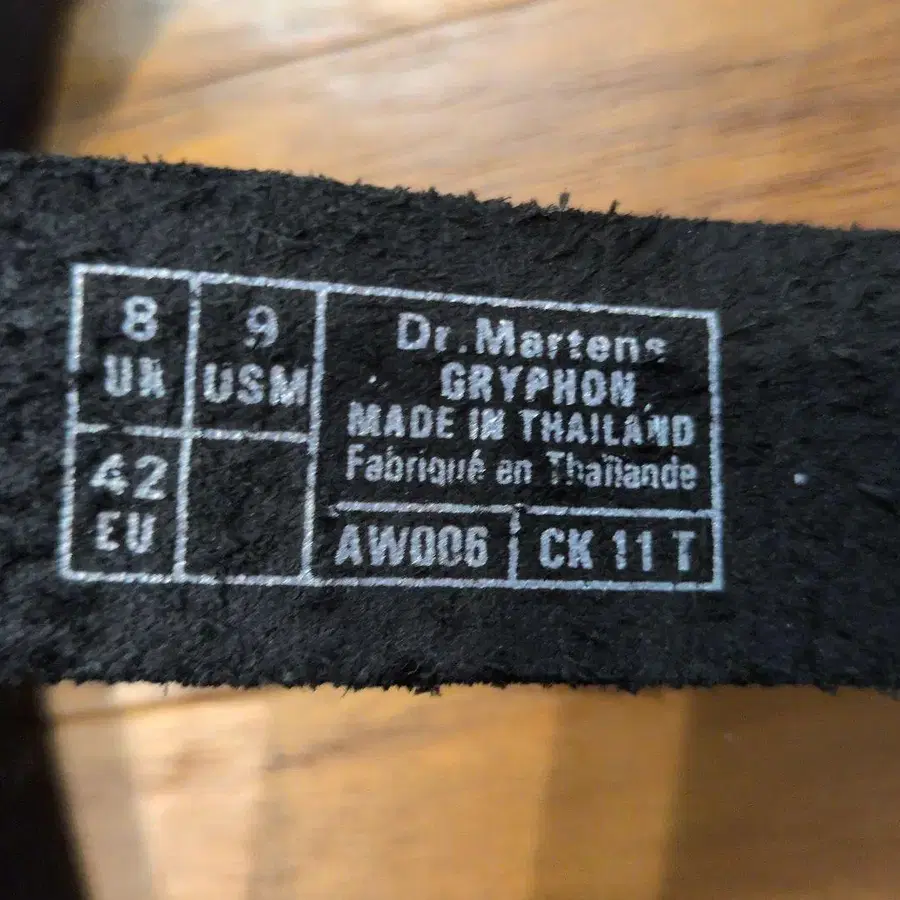 8
UK
9
USM
42
EU
Dr.Martens
GRYPHON
MADE IN THAILAND
Fabriqué en Thaïlande
AW006
CK 11 T